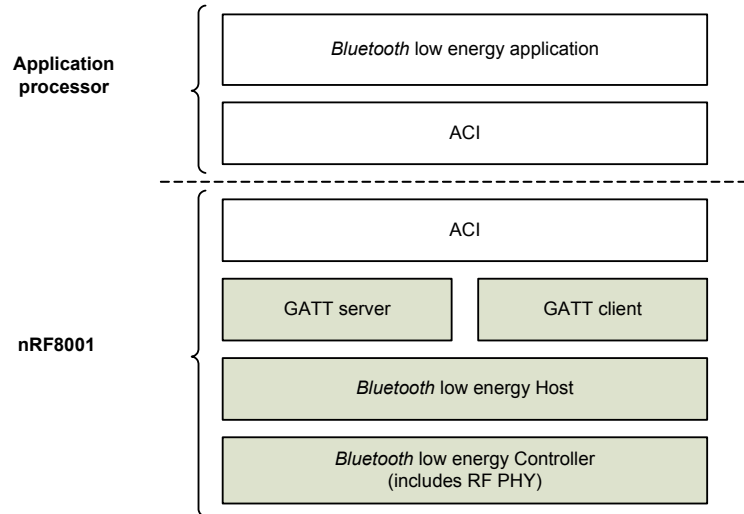 Application
processor
Bluetooth low energy application
ACI
nRF8001
ACI
GATT server
GATT client
Bluetooth low energy Host
Bluetooth low energy Controller
(includes RF PHY)